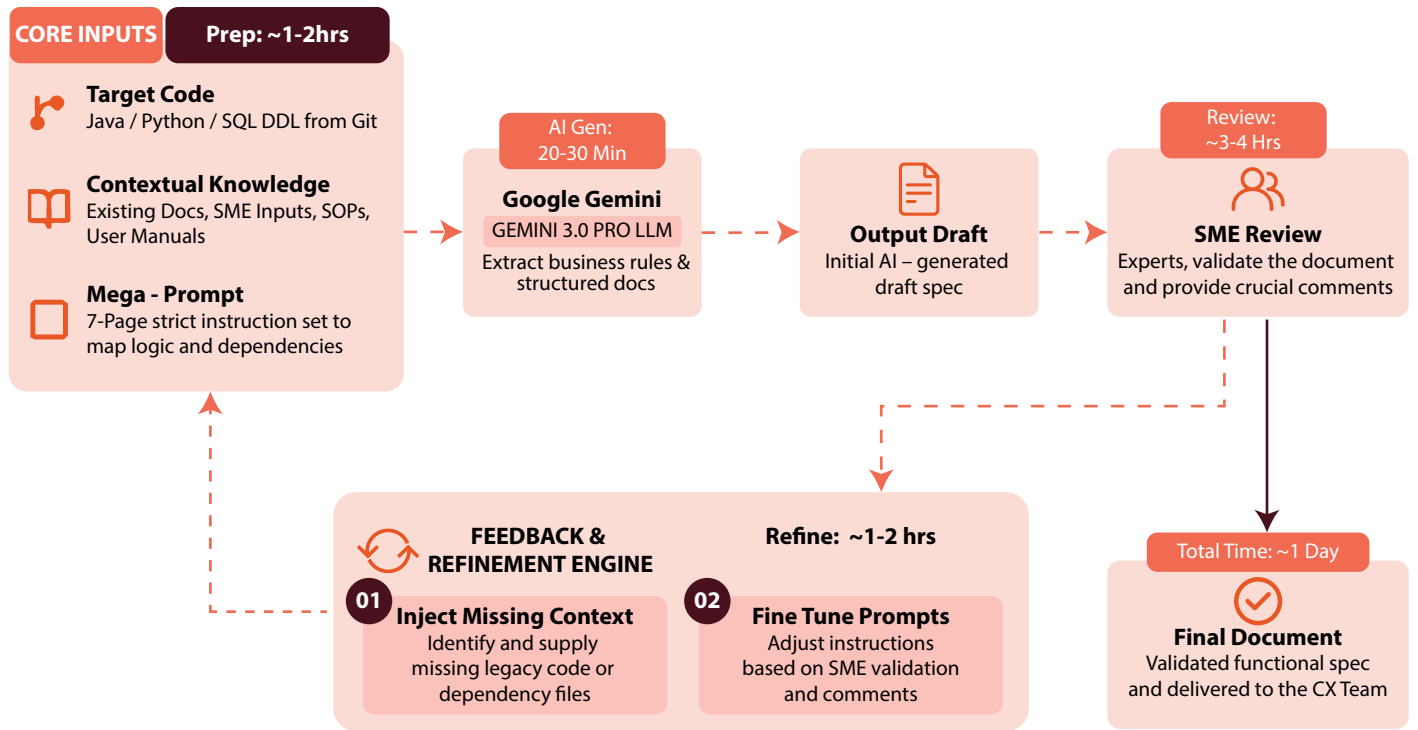 CORE INPUTS
Prep: ~1-2hrs
Target Code
Java / Python / SQL DDL from Git
Contextual Knowledge
Existing Docs, SME Inputs, SOPs,
User Manuals
Mega - Prompt
7-Page strict instruction set to
map logic and dependencies
AI Gen:
20-30 Min
Google Gemini
GEMINI 3.0 PRO LLM
Extract business rules &
structured docs
Output Draft
Initial AI – generated
draft spec
Review:
~3-4 Hrs
SME Review
Experts, validate the document
and provide crucial comments
FEEDBACK &
REFINEMENT ENGINE
Refine: ~1-2 hrs
01
Inject Missing Context
Identify and supply
missing legacy code or
dependency files
02
Fine Tune Prompts
Adjust instructions
based on SME validation
and comments
Total Time: ~1 Day
Final Document
Validated functional spec
and delivered to the CX Team